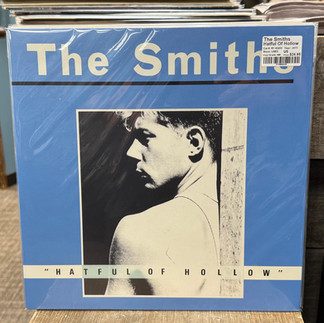 The Smiths
The Smiths
Hatful Of Hollow
"HATFUL OF HOLLOW"